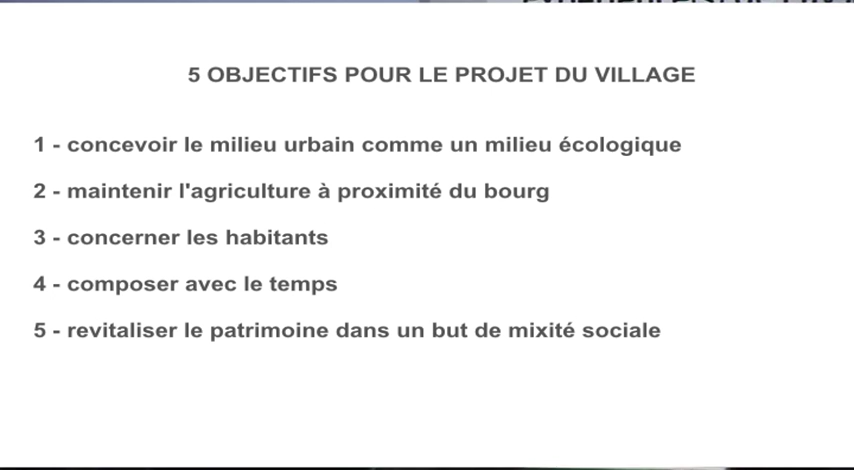 5 OBJECTIFS POUR LE PROJET DU VILLAGE
1 - concevoir le milieu urbain comme un milieu écologique
2 - maintenir l'agriculture à proximité du bourg
3 - concerner les habitants
4 - composer avec le temps
5 - revitaliser le patrimoine dans un but de mixité sociale